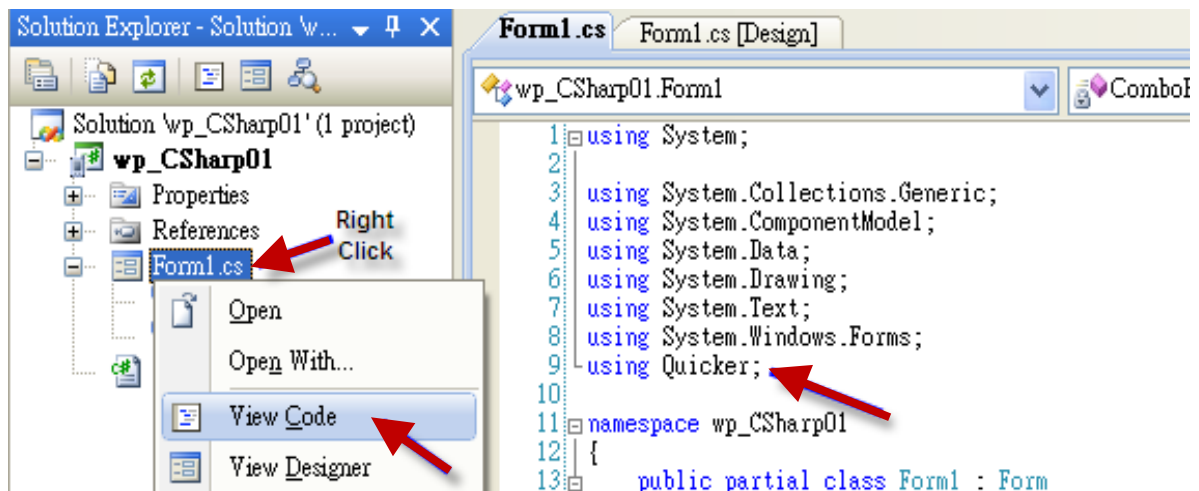 Solution Explorer - Solution 'w...
Solution 'wp_CSharp01' (1 project)
wp_CSharp01
Properties
References
Form1.cs
Right
Click
Open
Open With...
View Code
View Designer
Form1.cs
Form1.cs [Design]
wp_CSharp01.Form1
1 using System;
2
3 using System.Collections.Generic;
4 using System.ComponentModel;
5 using System.Data;
6 using System.Drawing;
7 using System.Text;
8 using System.Windows.Forms;
9 using Quicker;
10
11 namespace wp_CSharp01
12 {
13 public partial class Form1 : Form